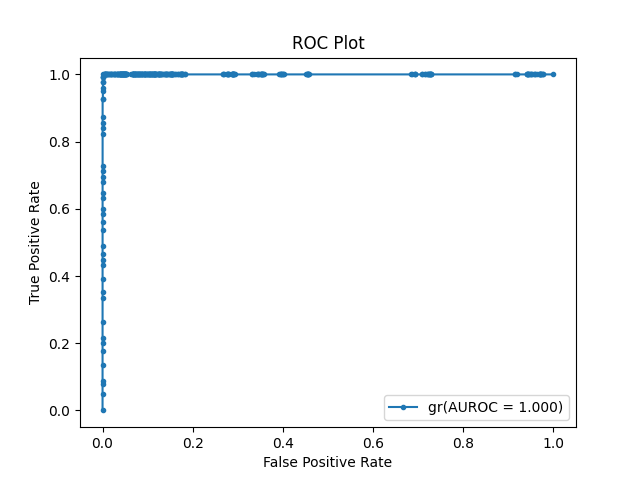 ROC Plot
True Positive Rate
1.0
0.8
0.6
0.4
0.2
0.0
gr(AUROC = 1.000)
0.0 0.2 0.4 0.6 0.8 1.0
False Positive Rate